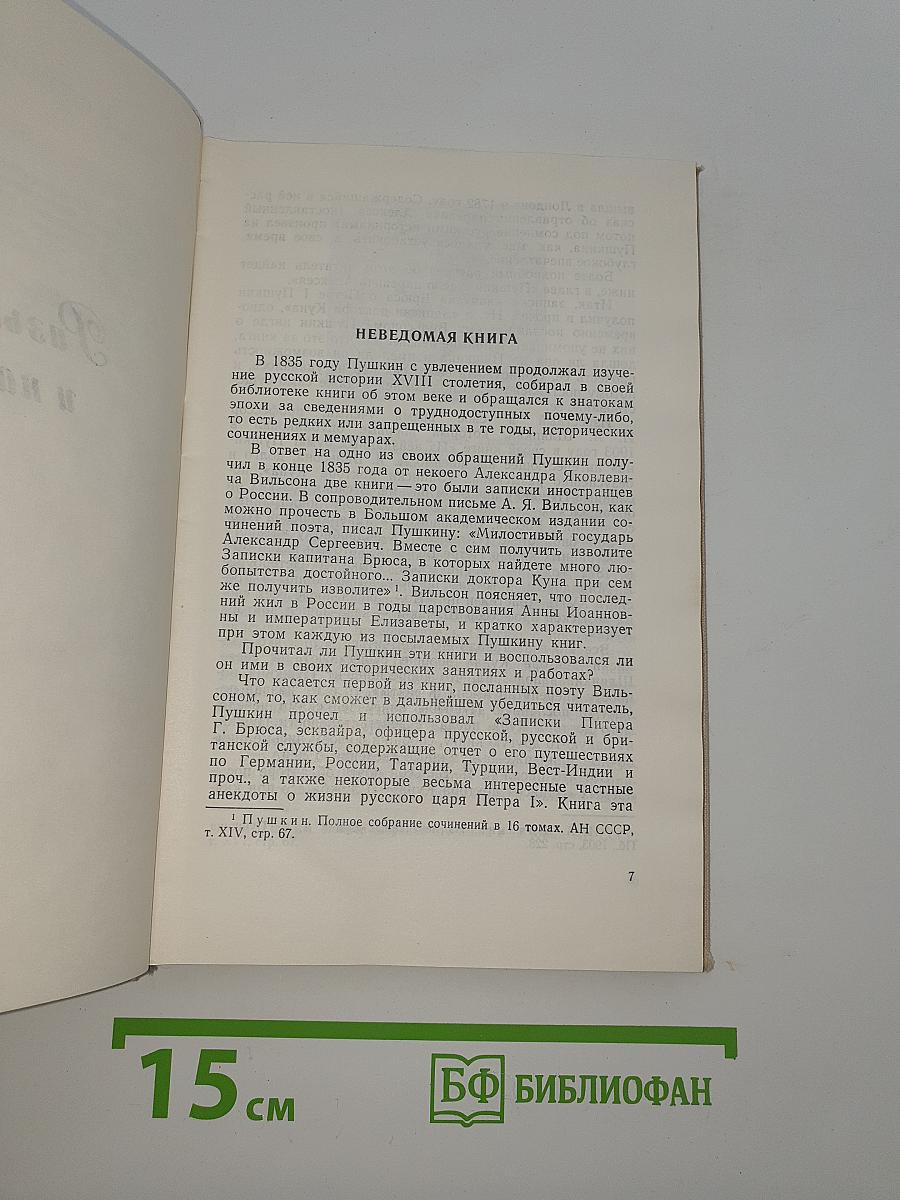 НЕВЕДОМАЯ КНИГА
В 1835 году Пушкин с увлечением продолжал изуче-
ние русской истории XVIII столетия, собирал в своей
библиотеке книги об этом веке и обращался к знатокам
эпохи за сведениями о труднодоступных почему-либо,
то есть редких или запрещенных в те годы, исторических
сочинениях и мемуарах.
В ответ на одно из своих обращений Пушкин полу-
чил в конце 1835 года от некоего Александра Яковлеви-
ча Вильсона две книги — это были записки иностранцев
о России. В сопроводительном письме А. Я. Вильсон, как
можно прочесть в Большом академическом издании со-
чинений поэта, писал Пушкину: «Милостивый государь
Александр Сергеевич. Вместе с сим получить изволите
Записки капитана Брюса, в которых найдете много лю-
бопытства достойного... Записки доктора Куна при сем
же получить изволите» ¹. Вильсон поясняет, что послед-
ний жил в России в годы царствования Анны Иоаннов-
ны и императрицы Елизаветы, и кратко характеризует
при этом каждую из посылаемых Пушкину книг.
Прочитал ли Пушкин эти книги и воспользовался ли
он ими в своих исторических занятиях и работах?
Что касается первой из книг, посланных поэту Виль-
соном, то, как сможет в дальнейшем убедиться читатель,
Пушкин прочел и использовал «Записки Питера
Г. Брюса, эсквайра, офицера прусской, русской и бри-
танской службы, содержащие отчет о его путешествиях
по Германии, России, Татарии, Турции, Вест-Индии и
проч., а также некоторые весьма интересные частные
анекдоты о жизни русского царя Петра I». Книга эта
¹ Пушкин. Полное собрание сочинений в 16 томах. АН СССР,
т. XIV, стр. 67.
7
15 см
БФ БИБЛИОФАН